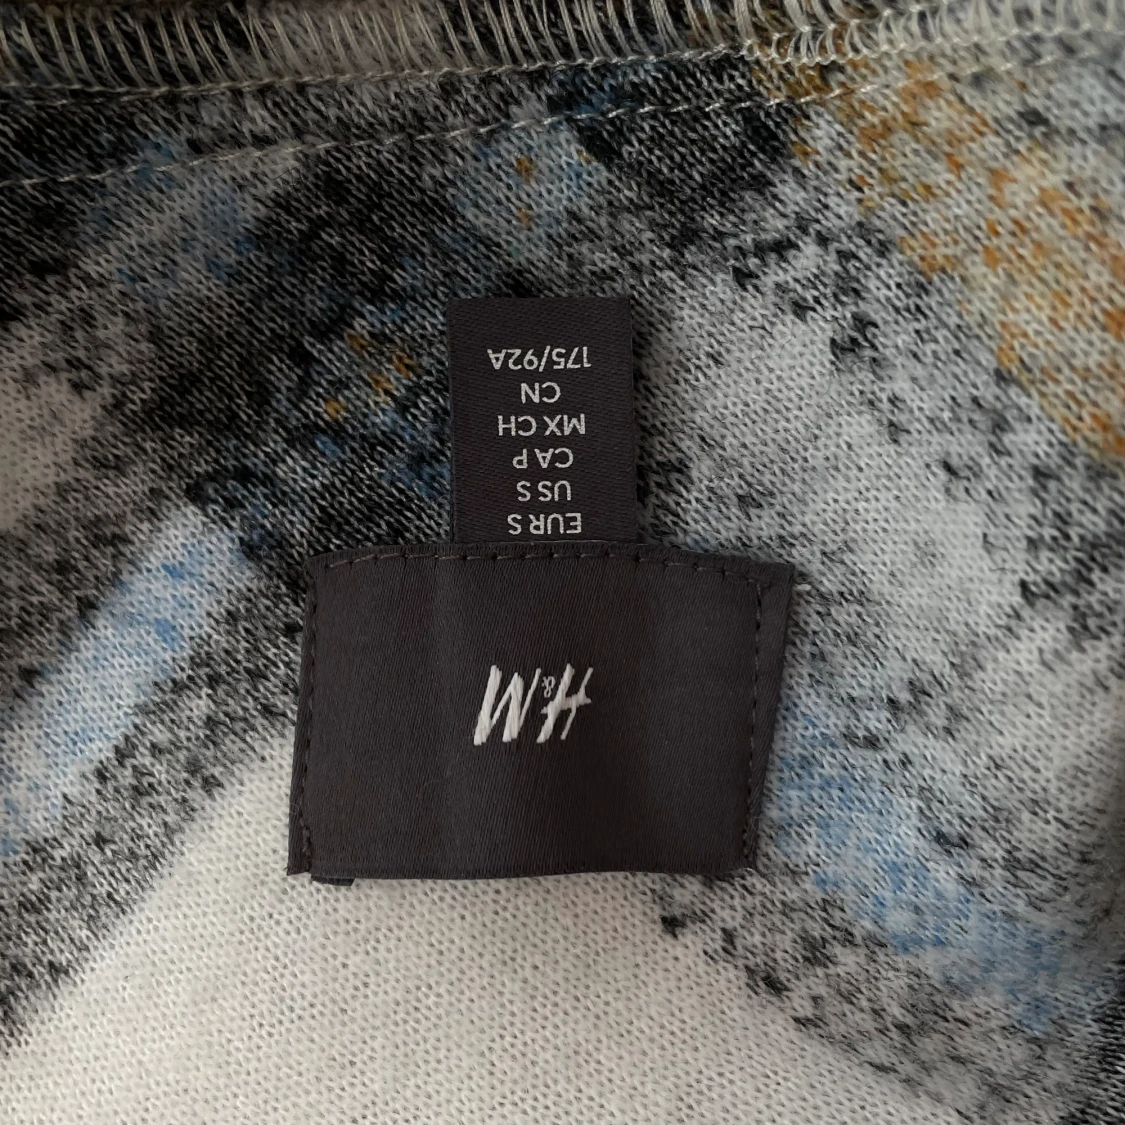 H&M
EUR S
US S
CA P
MX CH
CN
175/92A